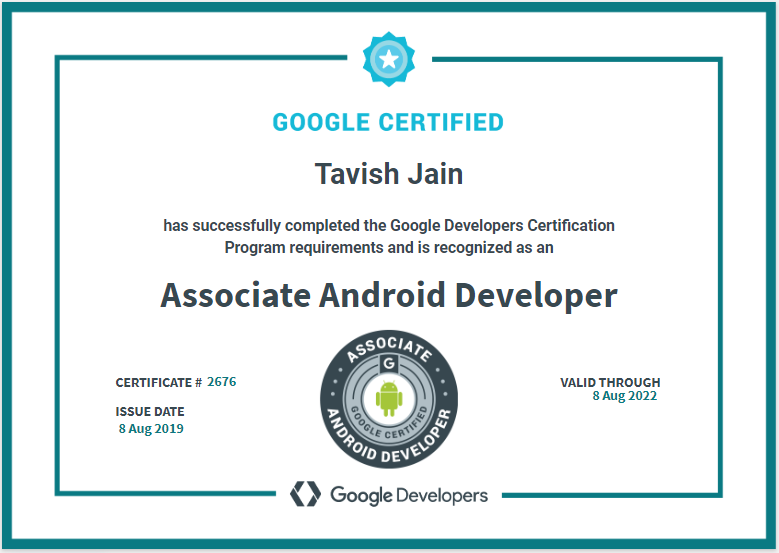 GOOGLE CERTIFIED
Tavish Jain
has successfully completed the Google Developers Certification
Program requirements and is recognized as an
Associate Android Developer
CERTIFICATE # 2676
ISSUE DATE
8 Aug 2019
ASSOCIATE
G
GOOGLE CERTIFIED
ANDROID DEVELOPER
VALID THROUGH
8 Aug 2022
Google Developers